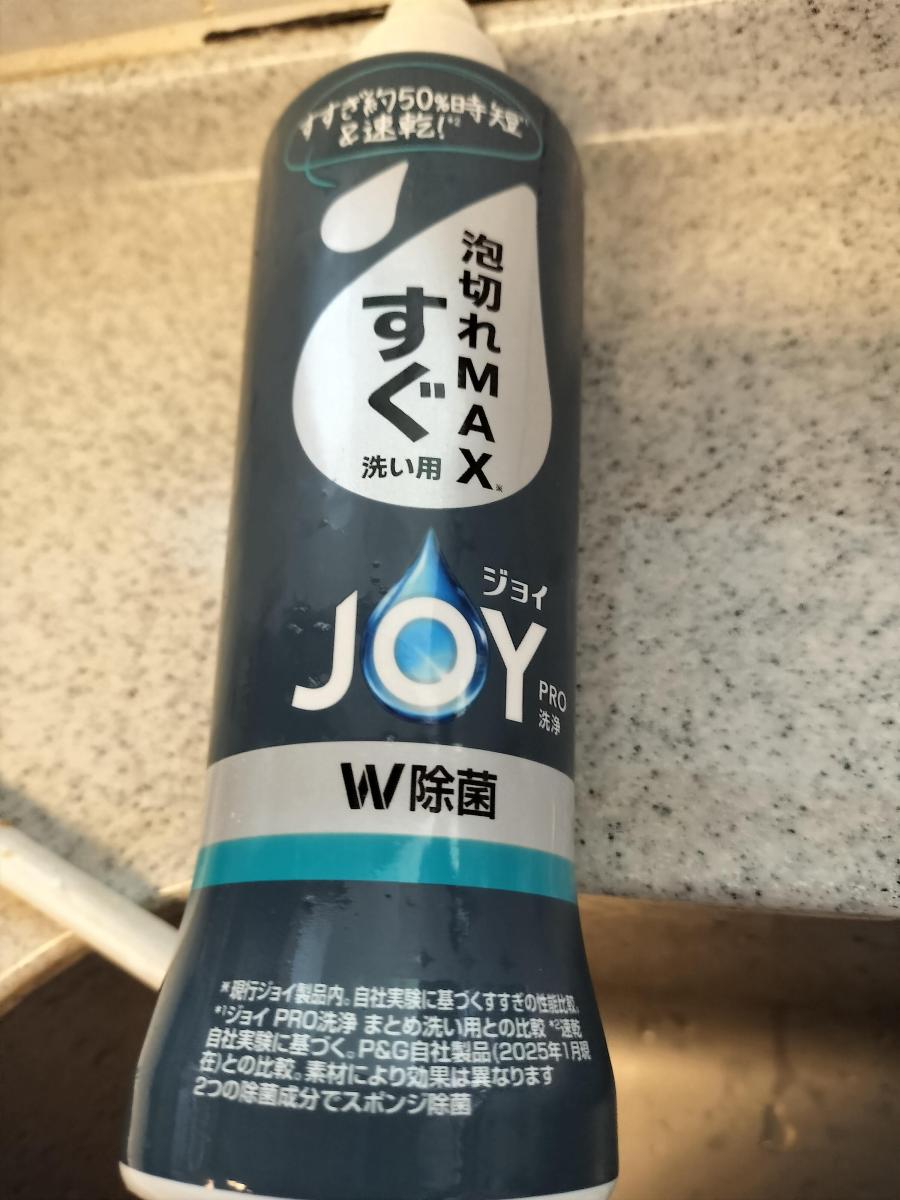 すすぎ約50%時短*1
&速乾!*2
泡切れMAX※
すぐ
洗い用
ジョイ
JOY
PRO
洗浄
W除菌
※現行ジョイ製品内。自社実験に基づくすすぎの性能比較。
*1ジョイ PRO洗浄 まとめ洗い用との比較 *2速乾
自社実験に基づく。P&G自社製品(2025年1月現
在)との比較。素材により効果は異なります
2つの除菌成分でスポンジ除菌